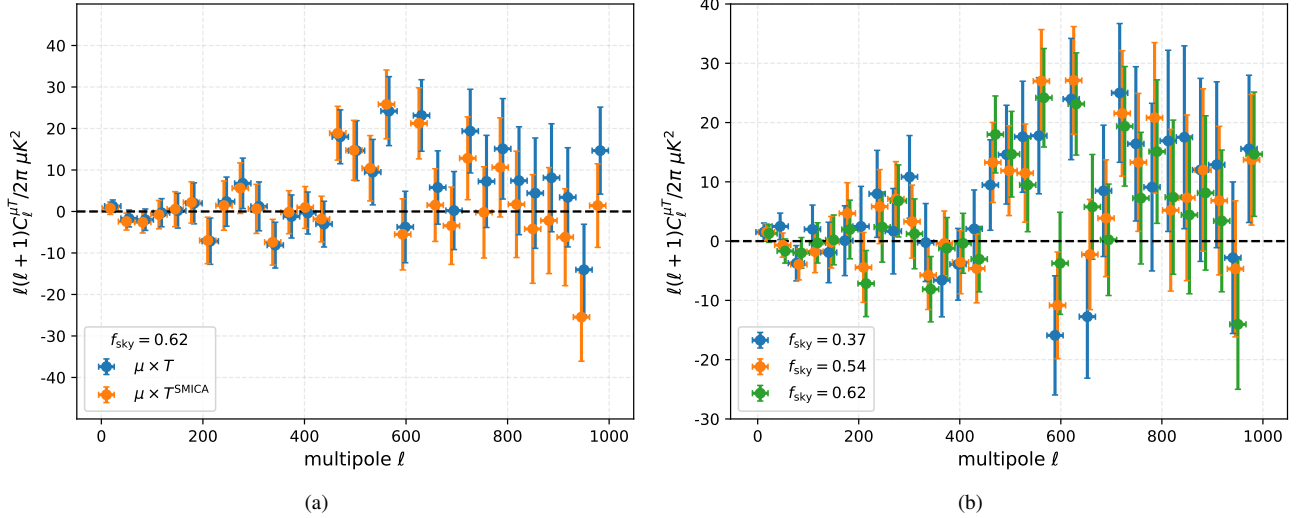 40
30
20
10
0
-10
-20
-30
-40
ℓ(ℓ + 1)C_ℓ^{μT}/2π μK²
0
200
400
600
800
1000
multipole ℓ
f_sky = 0.62
μ × T
μ × T^SMICA
(a)
40
30
20
10
0
-10
-20
-30
ℓ(ℓ + 1)C_ℓ^{μT}/2π μK²
0
200
400
600
800
1000
multipole ℓ
f_sky = 0.37
f_sky = 0.54
f_sky = 0.62
(b)